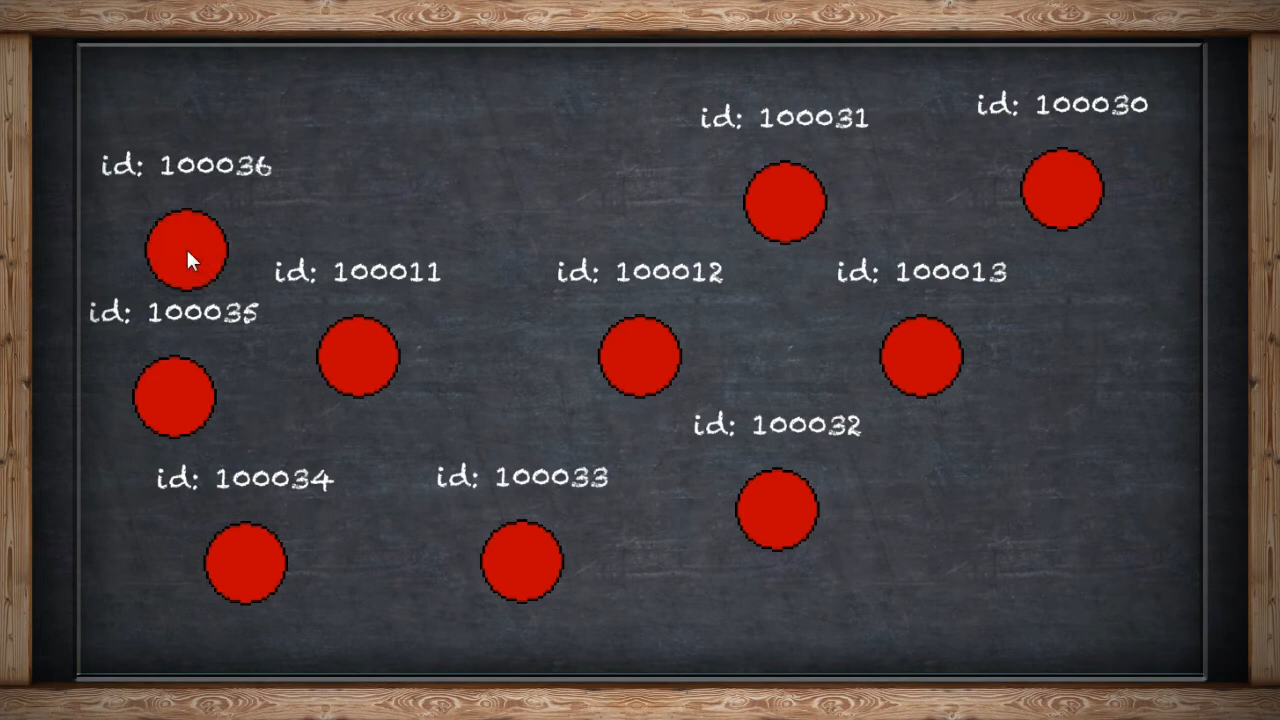 id: 100030
id: 100031
id: 100036
id: 100011
id: 100012
id: 100013
id: 100035
id: 100032
id: 100034
id: 100033